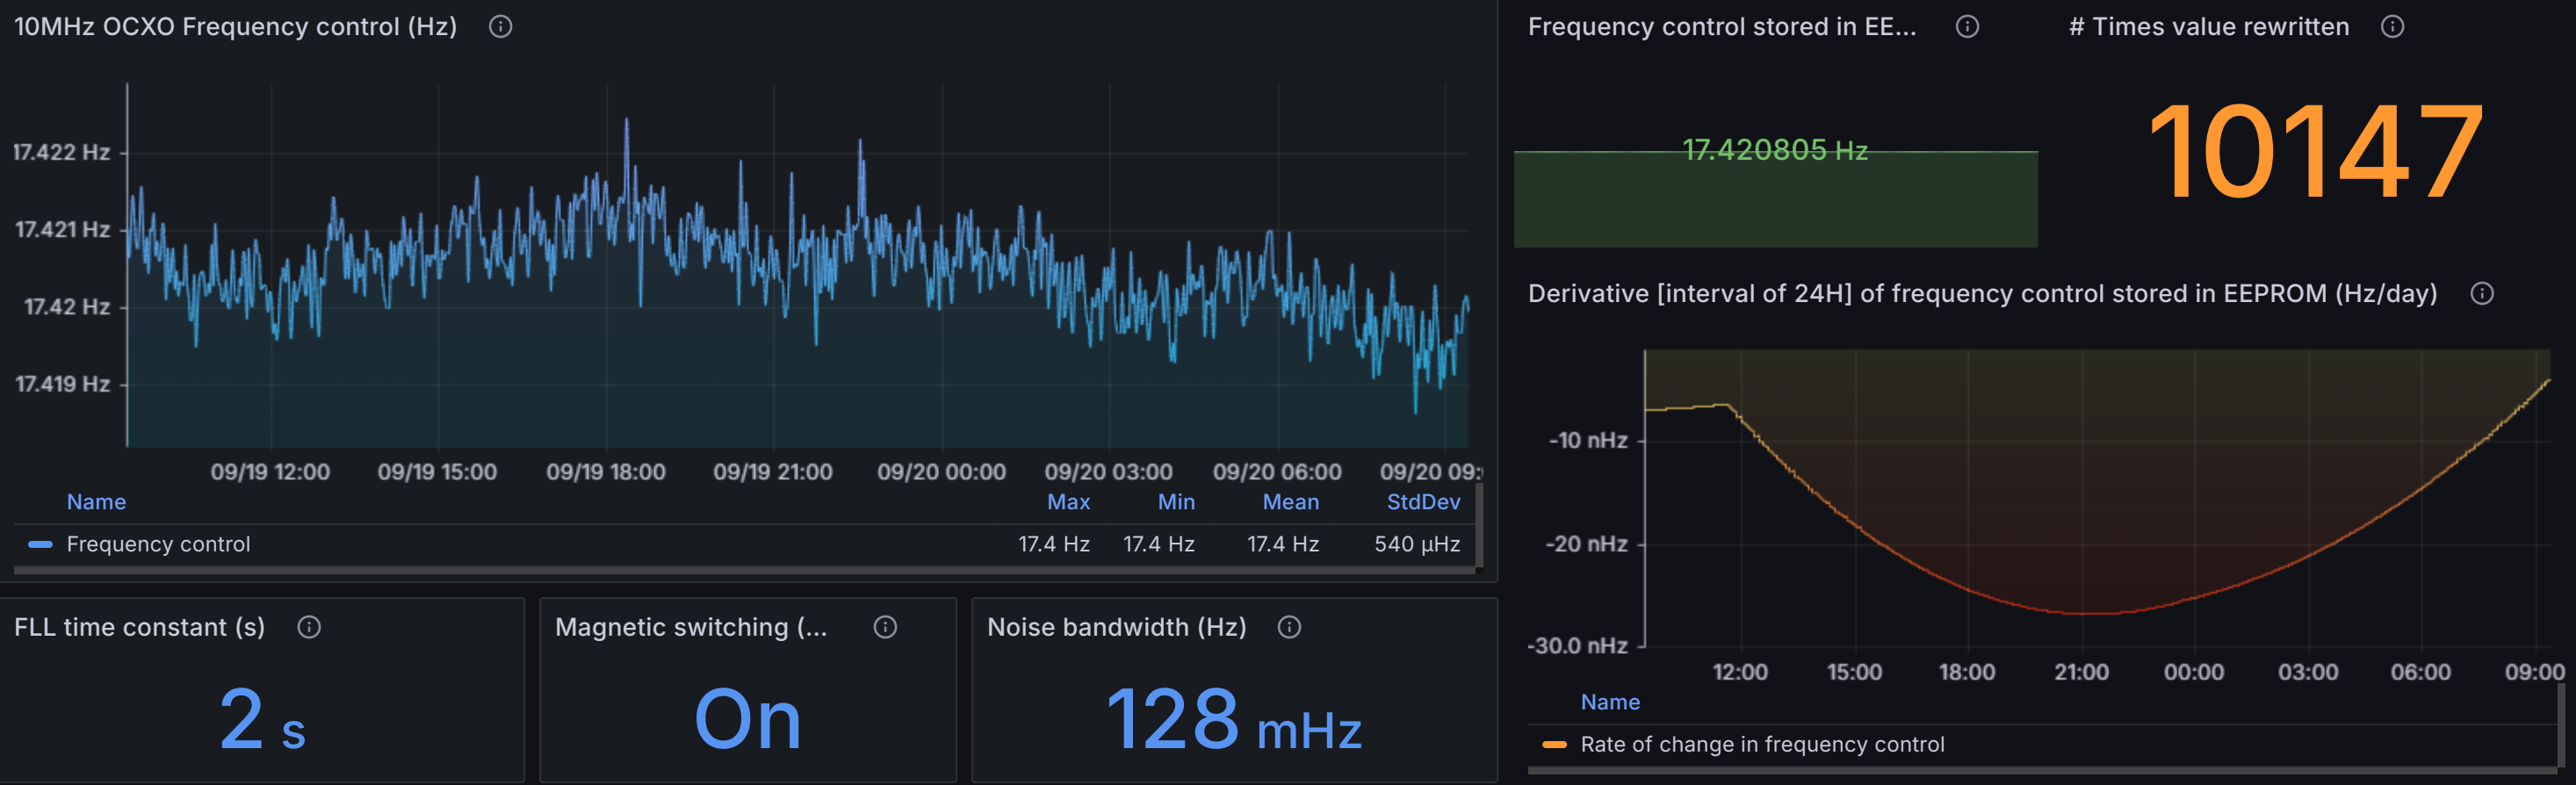 10MHz OCXO Frequency control (Hz)
17.422 Hz
17.421 Hz
17.42 Hz
17.419 Hz
09/19 12:00 09/19 15:00 09/19 18:00 09/19 21:00 09/20 00:00 09/20 03:00 09/20 06:00 09/20 09:
Name Max Min Mean StdDev
Frequency control 17.4 Hz 17.4 Hz 17.4 Hz 540 µHz
FLL time constant (s)
2 s
Magnetic switching (...
On
Noise bandwidth (Hz)
128 mHz
Frequency control stored in EE...
17.420805 Hz
# Times value rewritten
10147
Derivative [interval of 24H] of frequency control stored in EEPROM (Hz/day)
-10 nHz
-20 nHz
-30.0 nHz
12:00 15:00 18:00 21:00 00:00 03:00 06:00 09:00
Name
Rate of change in frequency control